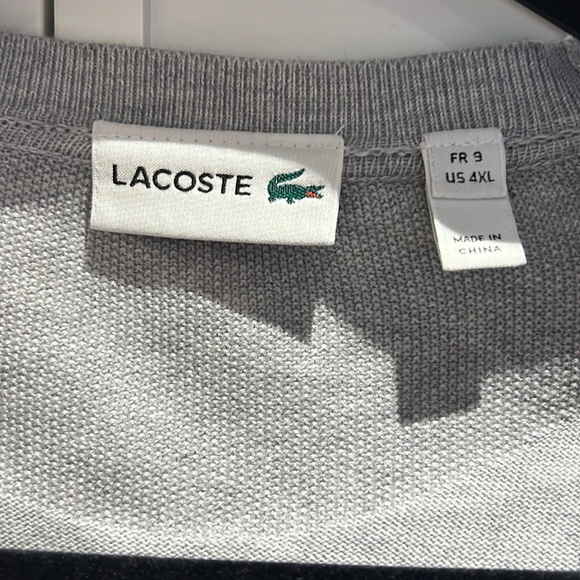 LACOSTE
FR 9
US 4XL
MADE IN
CHINA